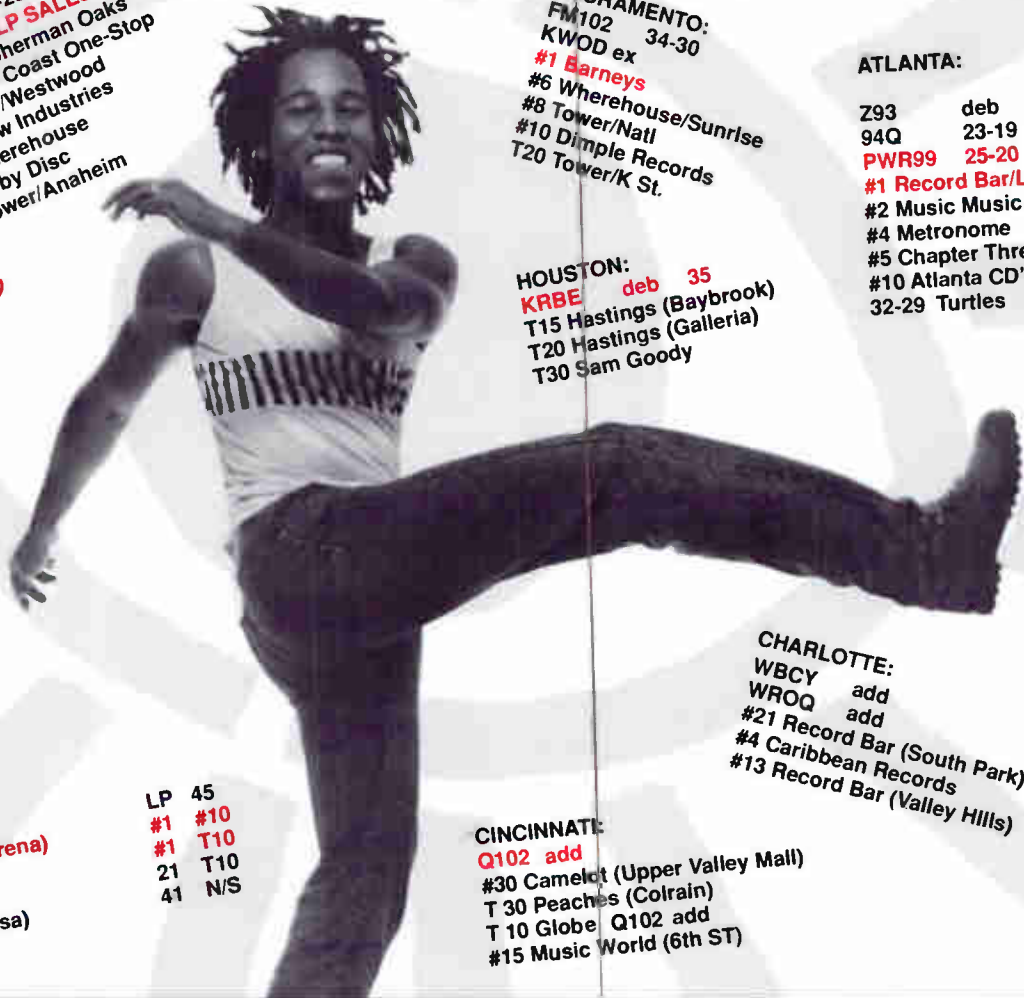 LP SALE
herman Oaks
Coast One-Stop
/Westwood
w Industries
erehouse
by Disc
ower/Anaheim
RAMENTO:
FM102 34-30
KWOD ex
#1 Barneys
#6 Wherehouse/Sunrise
#8 Tower/Natl
#10 Dimple Records
T20 Tower/K St.
ATLANTA:
Z93 deb
94Q 23-19
PWR99 25-20
#1 Record Bar/L
#2 Music Music
#4 Metronome
#5 Chapter Thre
#10 Atlanta CD'
32-29 Turtles
HOUSTON:
KRBE deb 35
T15 Hastings (Baybrook)
T20 Hastings (Galleria)
T30 Sam Goody
CHARLOTTE:
WBCY add
WROQ add
#21 Record Bar (South Park)
#4 Caribbean Records
#13 Record Bar (Valley Hills)
LP 45
rena) #1 #10
#1 T10
21 T10
sa) 41 N/S
CINCINNATI:
Q102 add
#30 Camelot (Upper Valley Mall)
T 30 Peaches (Colrain)
T 10 Globe Q102 add
#15 Music World (6th ST)